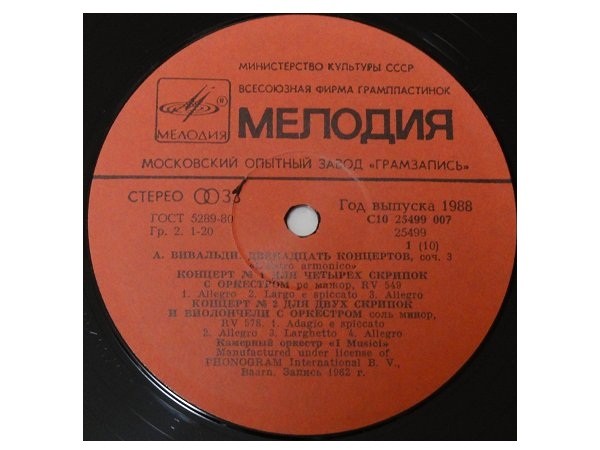 МИНИСТЕРСТВО КУЛЬТУРЫ СССР
ВСЕСОЮЗНАЯ ФИРМА ГРАМПЛАСТИНОК
МЕЛОДИЯ ®
МЕЛОДИЯ
МОСКОВСКИЙ ОПЫТНЫЙ ЗАВОД «ГРАМЗАПИСЬ»
СТЕРЕО 33
Год выпуска 1988
ГОСТ 5289-80
С10 25499 007
Гр. 2. 1-20
25499
1 (10)
А. ВИВАЛЬДИ. ДВЕНАДЦАТЬ КОНЦЕРТОВ, соч. 3
armonico»
КОНЦЕРТ № 1 ДЛЯ ЧЕТЫРЕХ СКРИПОК
С ОРКЕСТРОМ ре мажор, RV 549
1. Allegro 2. Largo e spiccato 3. Allegro
КОНЦЕРТ № 2 ДЛЯ ДВУХ СКРИПОК
И ВИОЛОНЧЕЛИ С ОРКЕСТРОМ соль минор,
RV 578. 1. Adagio e spiccato
2. Allegro 3. Larghetto 4. Allegro
Камерный оркестр «I Musici»
Manufactured under license of
PHONOGRAM International B. V.,
Baarn. Запись 1962 г.